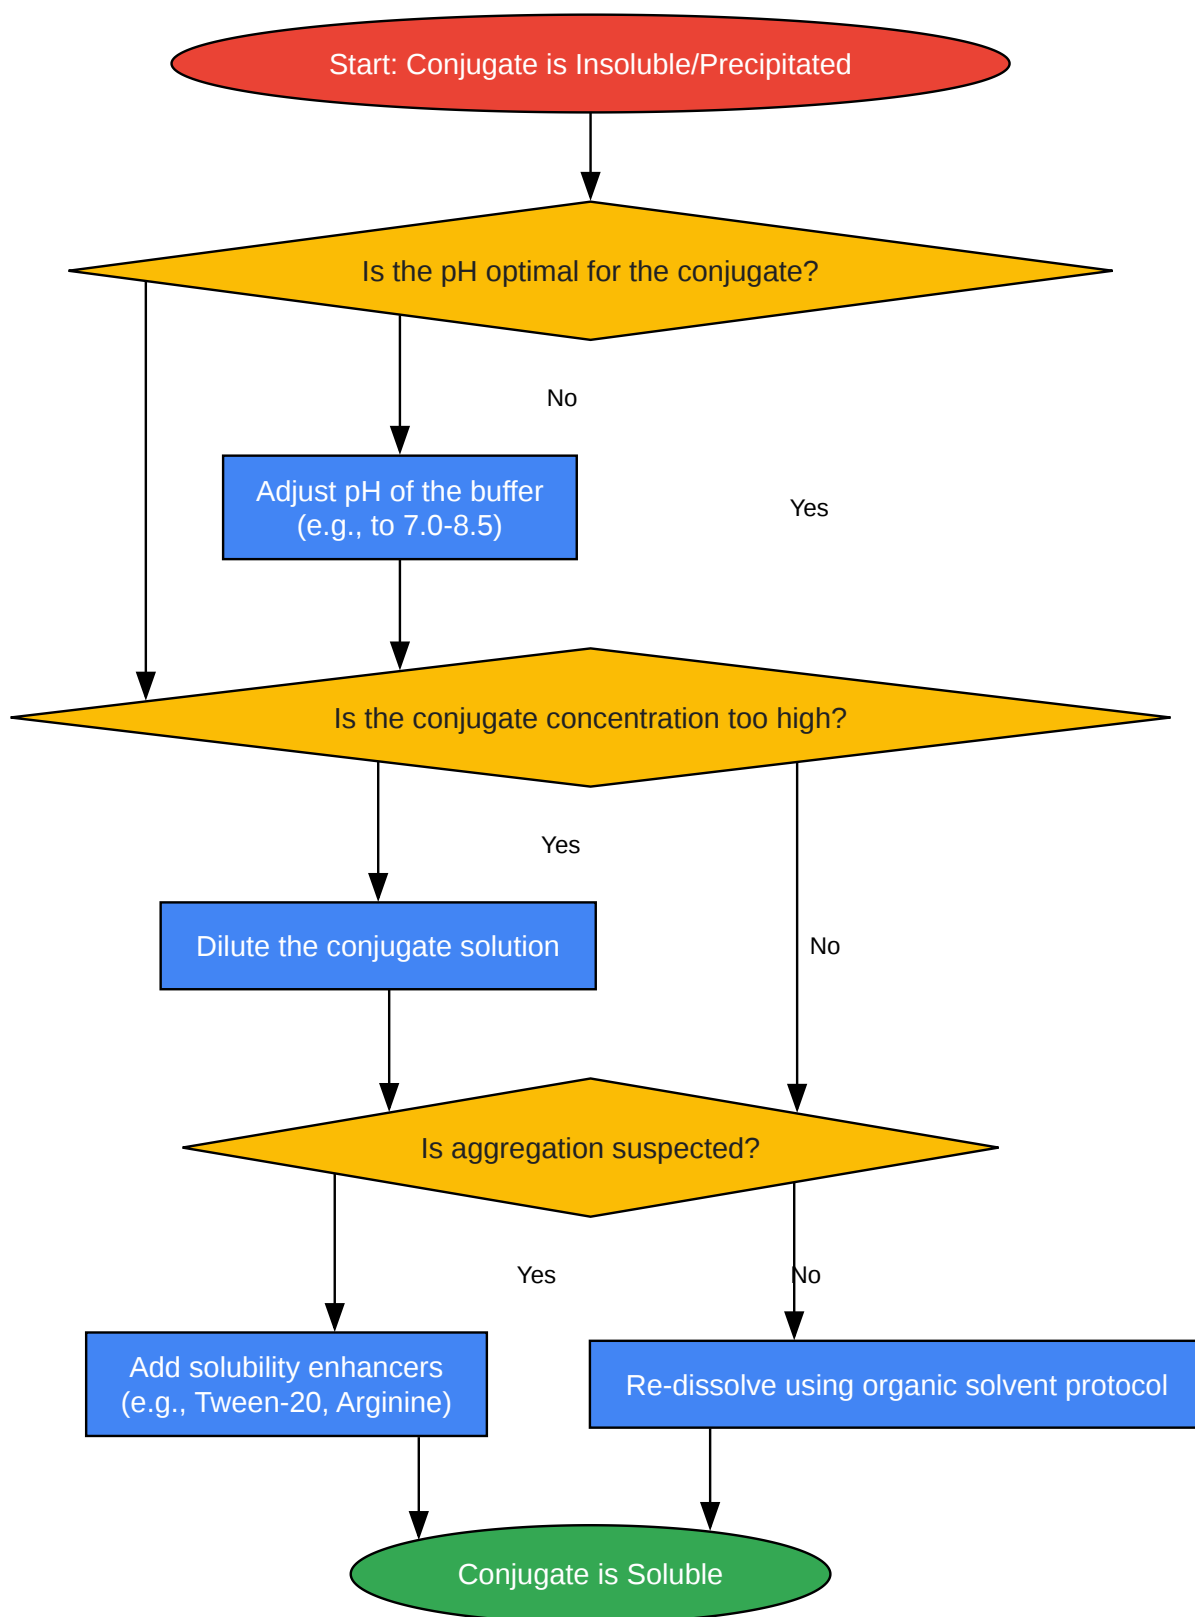 Start: Conjugate is Insoluble/Precipitated
Is the pH optimal for the conjugate?
No
Adjust pH of the buffer
(e.g., to 7.0-8.5)
Yes
Is the conjugate concentration too high?
Yes
Dilute the conjugate solution
No
Is aggregation suspected?
Yes
No
Add solubility enhancers
(e.g., Tween-20, Arginine)
Re-dissolve using organic solvent protocol
Conjugate is Soluble